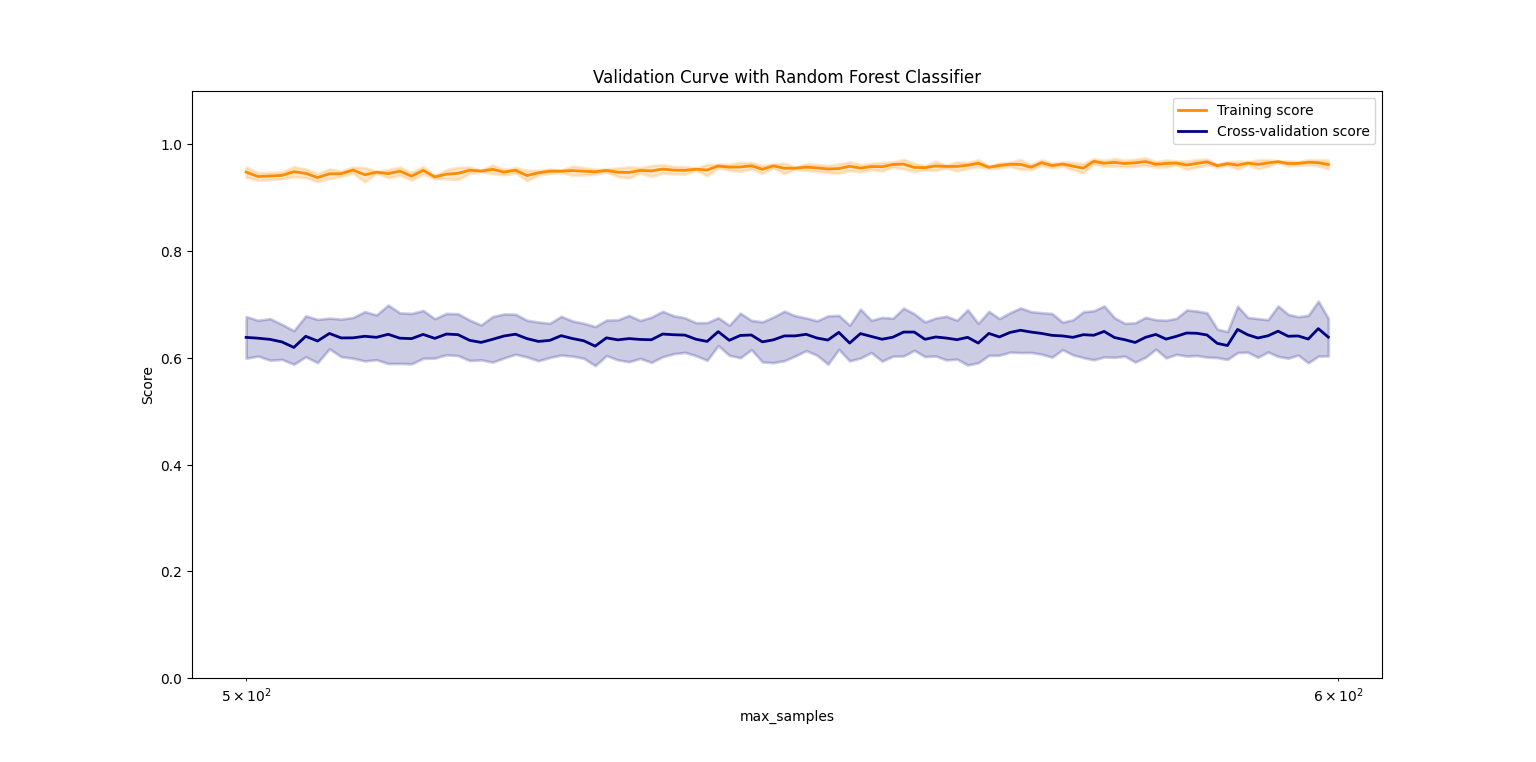 Validation Curve with Random Forest Classifier
Training score
Cross-validation score
1.0
0.8
0.6
0.4
0.2
0.0
Score
5 × 10²
6 × 10²
max_samples